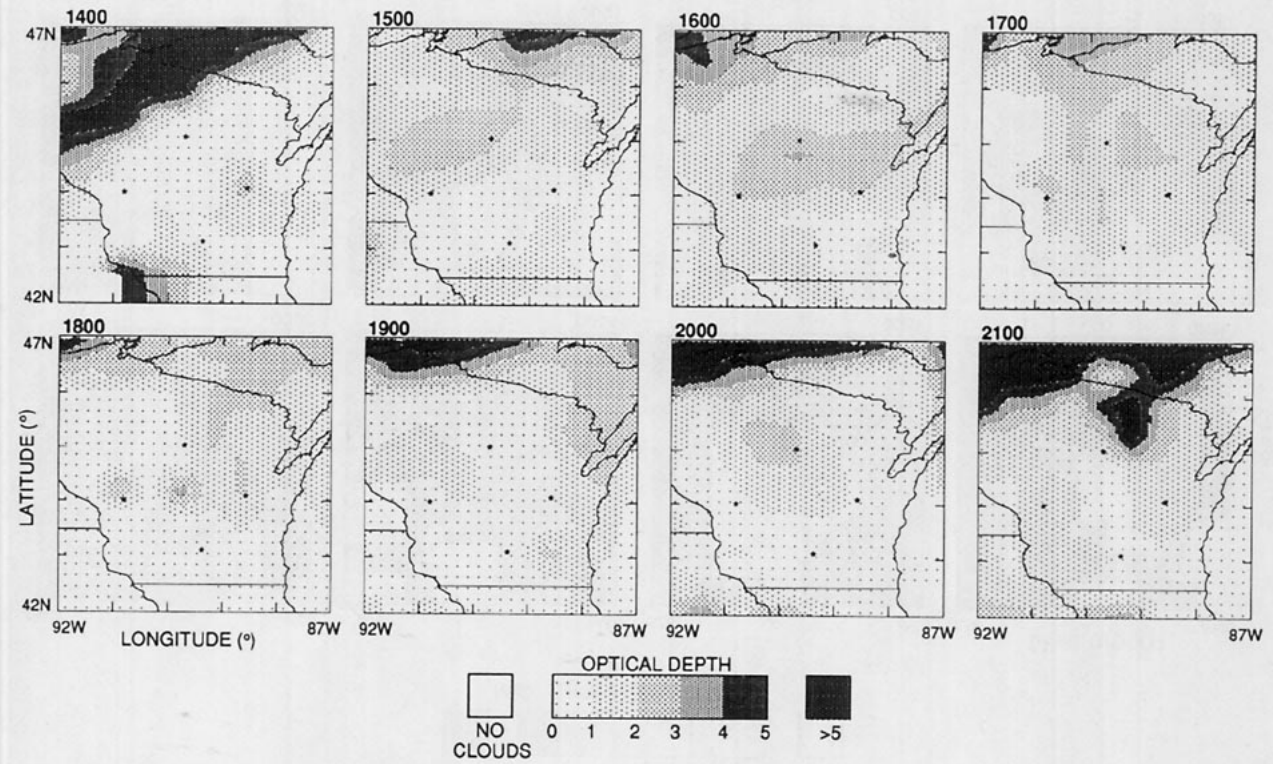 1400 1500 1600 1700
47N
42N
1800 1900 2000 2100
47N
LATITUDE (°)
42N
92W 87W 92W 87W 92W 87W 92W 87W
LONGITUDE (°)
OPTICAL DEPTH
NO CLOUDS
0 1 2 3 4 5 >5